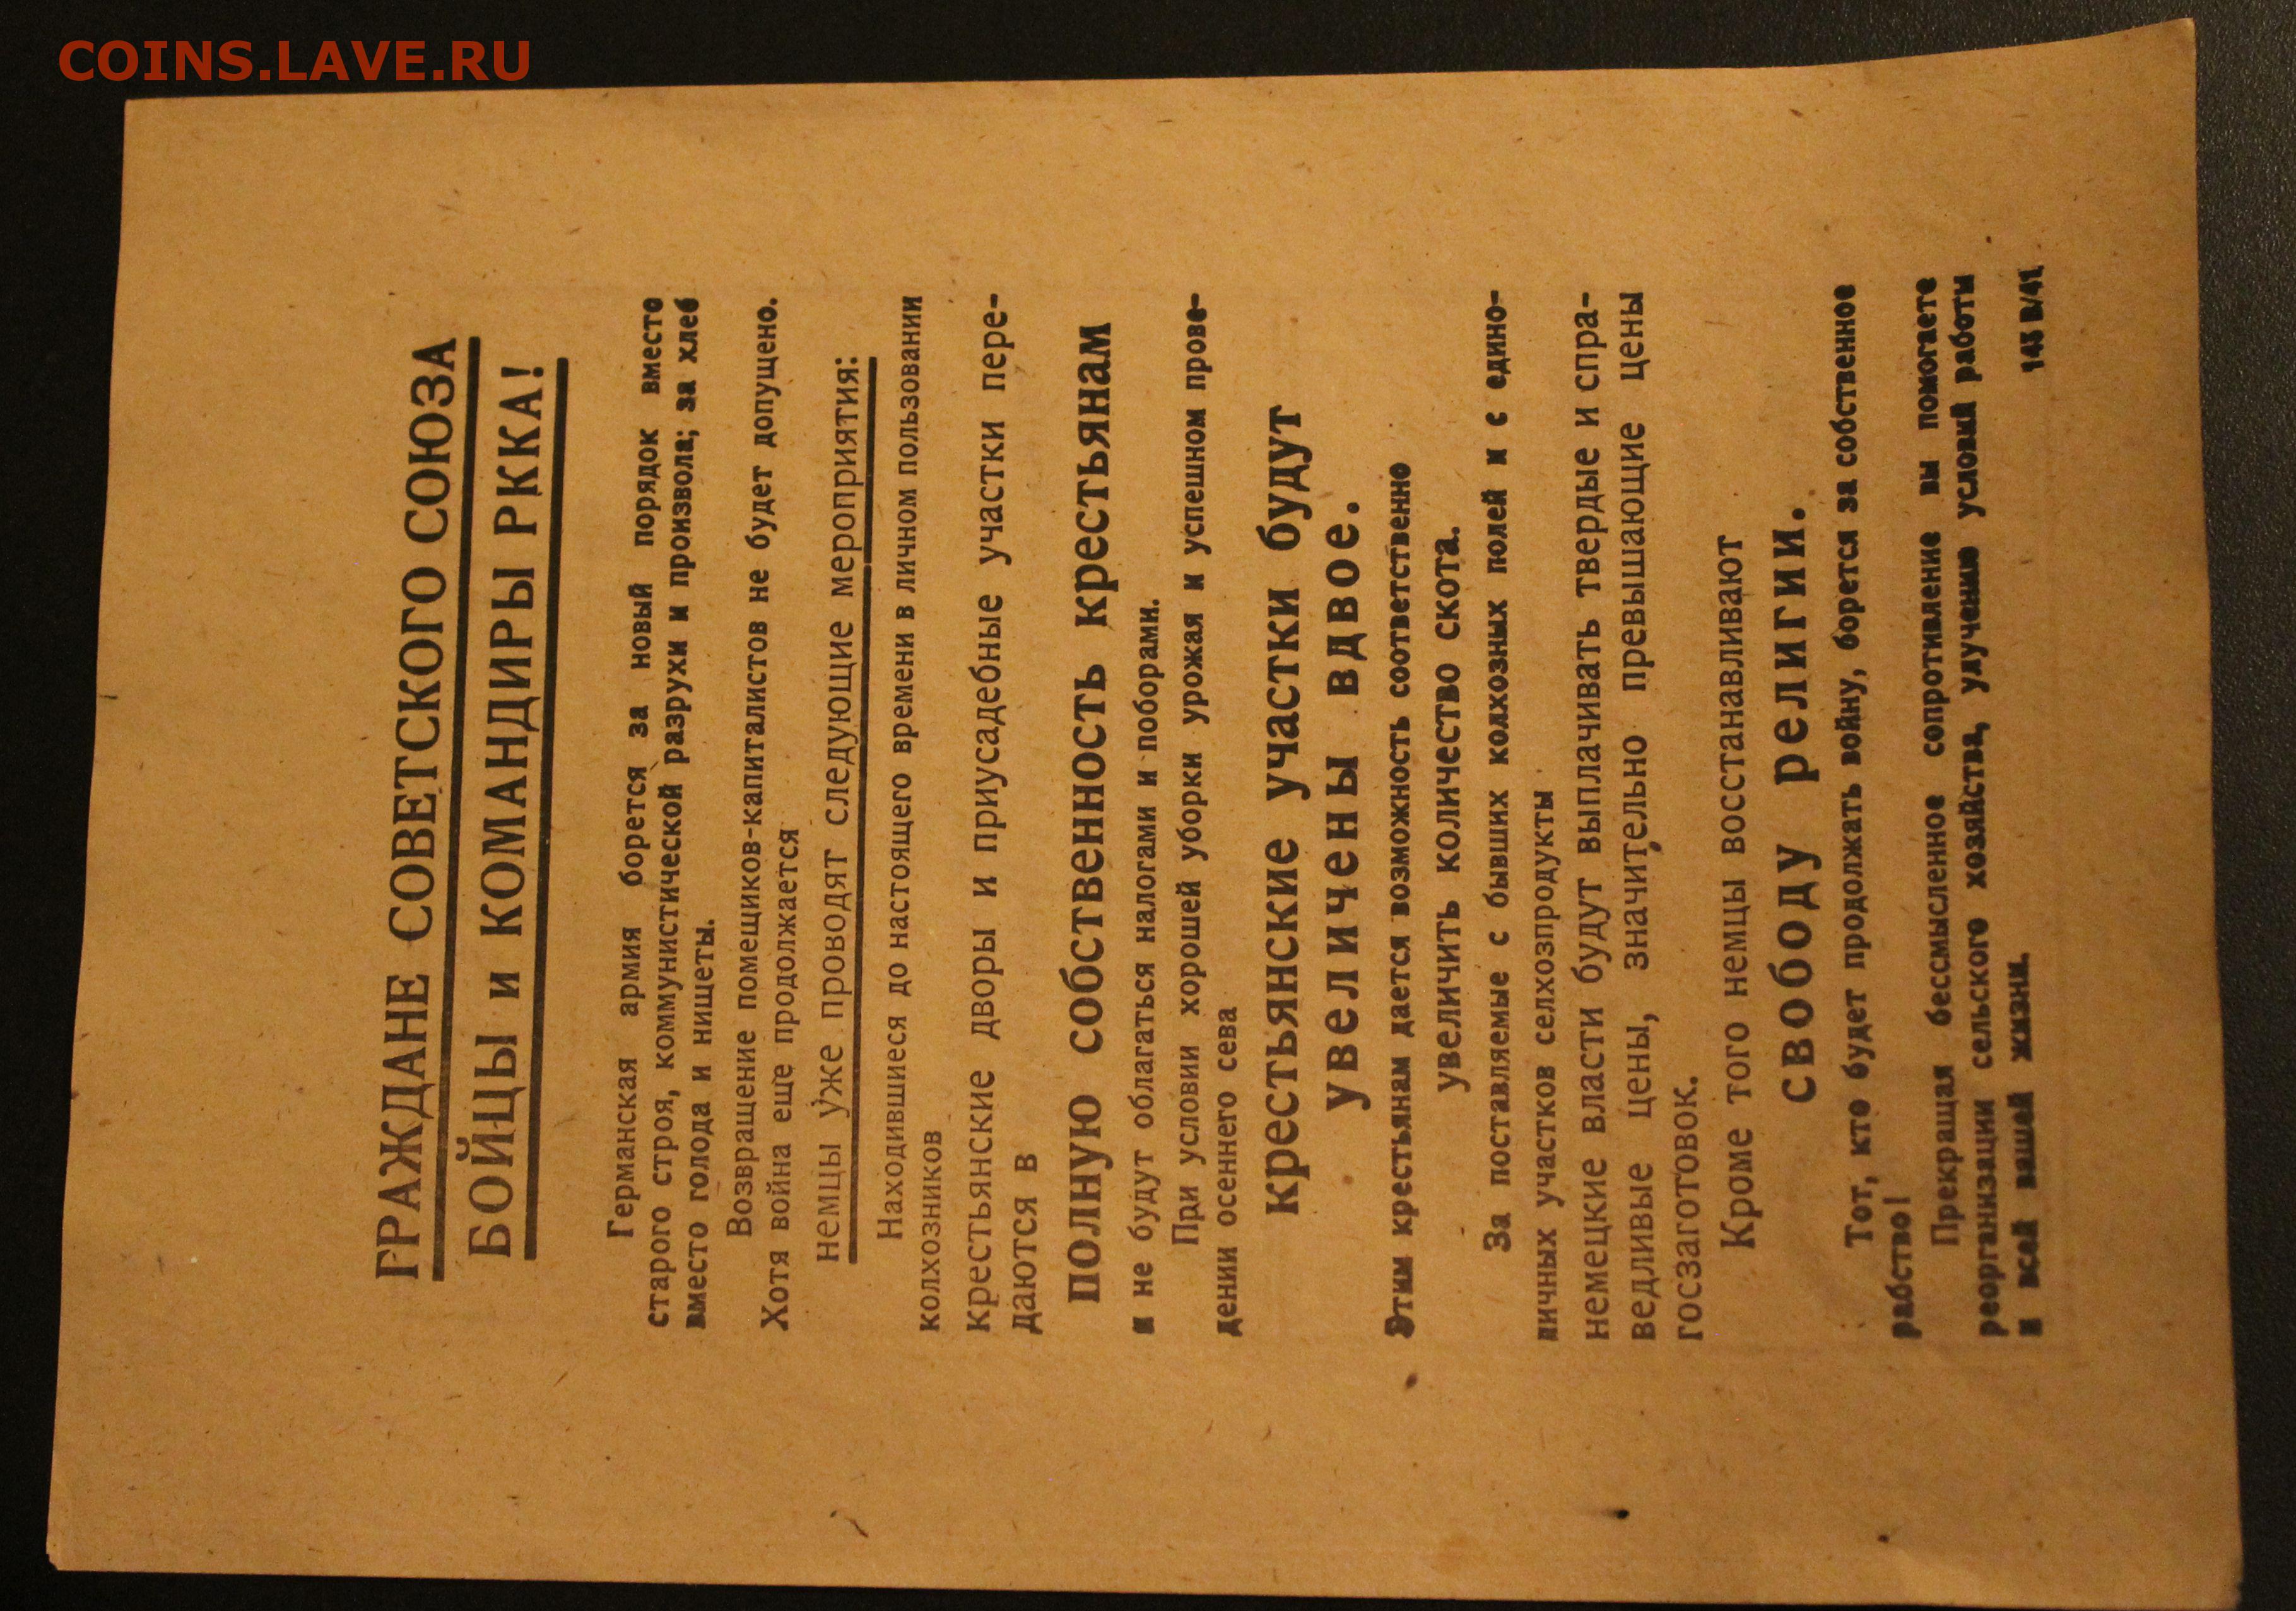 COINS.LAVE.RU
ГРАЖДАНЕ СОВЕТСКОГО СОЮЗА
БОЙЦЫ и КОМАНДИРЫ РККА!
Германская армия борется за новый порядок вместо
старого строя, коммунистической разрухи и произвола; за хлеб
вместо голода и нищеты.
Возвращение помещиков-капиталистов не будет допущено.
Хотя война еще продолжается
немцы уже проводят следующие мероприятия:
Находившиеся до настоящего времени в личном пользовании
колхозников
крестьянские дворы и приусадебные участки пере-
даются в
полную собственность крестьянам
и не будут облагаться налогами и поборами.
При условии хорошей уборки урожая и успешном прове-
дении осеннего сева
крестьянские участки будут
увеличены вдвое.
Этим крестьянам дается возможность соответственно
увеличить количество скота.
За поставляемые с бывших колхозных полей и с едино-
личных участков селхозпродукты
немецкие власти будут выплачивать твердые и спра-
ведливые цены, значительно превышающие цены
госзаготовок.
Кроме того немцы восстанавливают
свободу религии.
Тот, кто будет продолжать войну, борется за собственное
рабство!
Прекращая бессмысленное сопротивление вы помогаете
реорганизации сельского хозяйства, улучению условий работы
и всей вашей жизни.
143 B/41